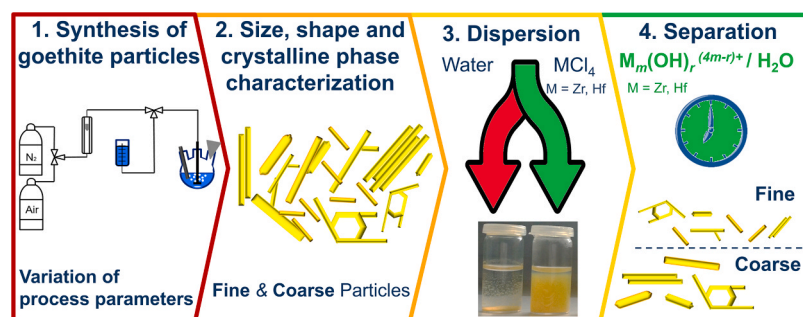 1. Synthesis of
goethite particles
N₂
Air
Variation of
process parameters
2. Size, shape and
crystalline phase
characterization
Fine & Coarse Particles
3. Dispersion
Water
MCl₄
M = Zr, Hf
4. Separation
Mₘ(OH)ᵣ⁽⁴ᵐ⁻ʳ⁾⁺ / H₂O
M = Zr, Hf
Fine
Coarse